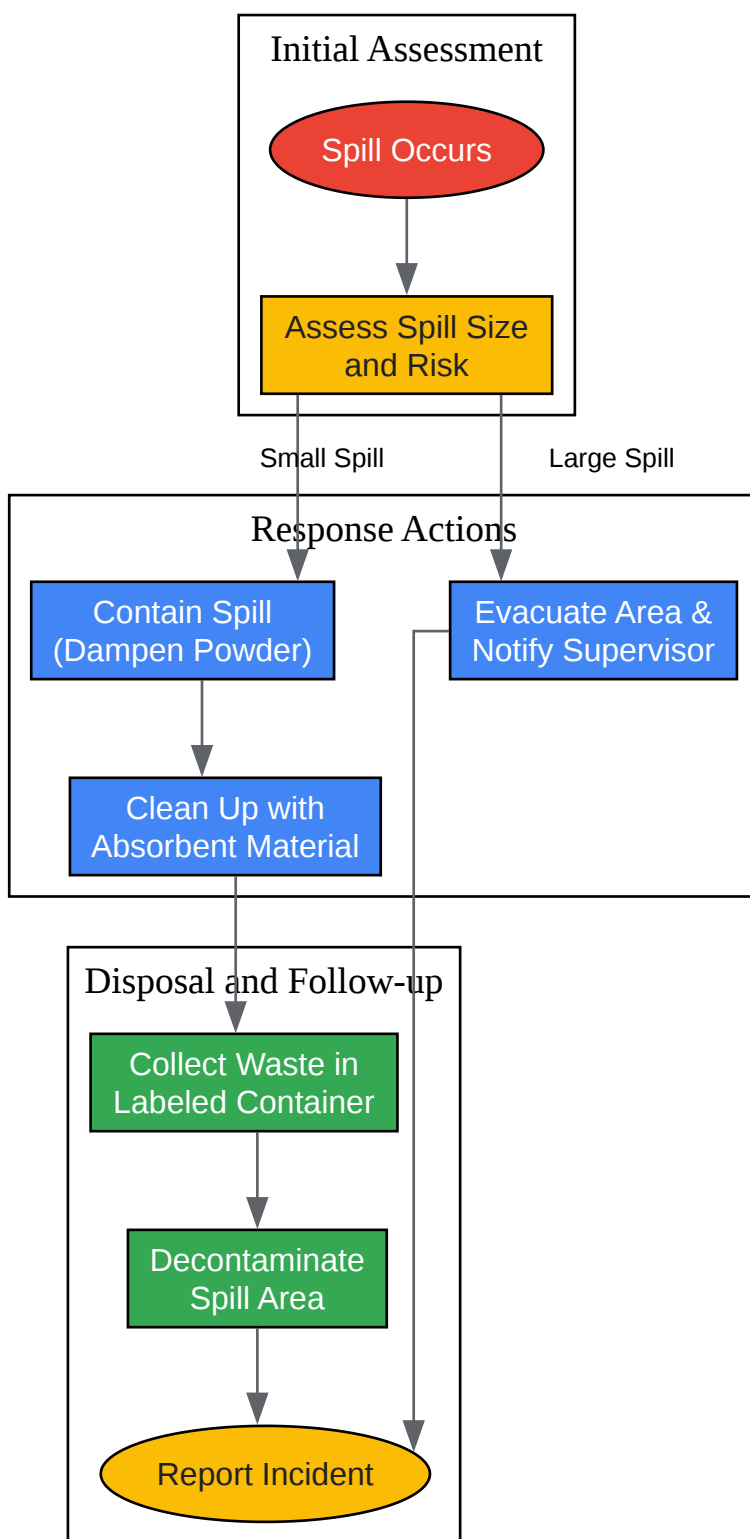 Initial Assessment
Spill Occurs
Assess Spill Size
and Risk
Small Spill
Large Spill
Response Actions
Contain Spill
(Dampen Powder)
Evacuate Area &
Notify Supervisor
Clean Up with
Absorbent Material
Disposal and Follow-up
Collect Waste in
Labeled Container
Decontaminate
Spill Area
Report Incident